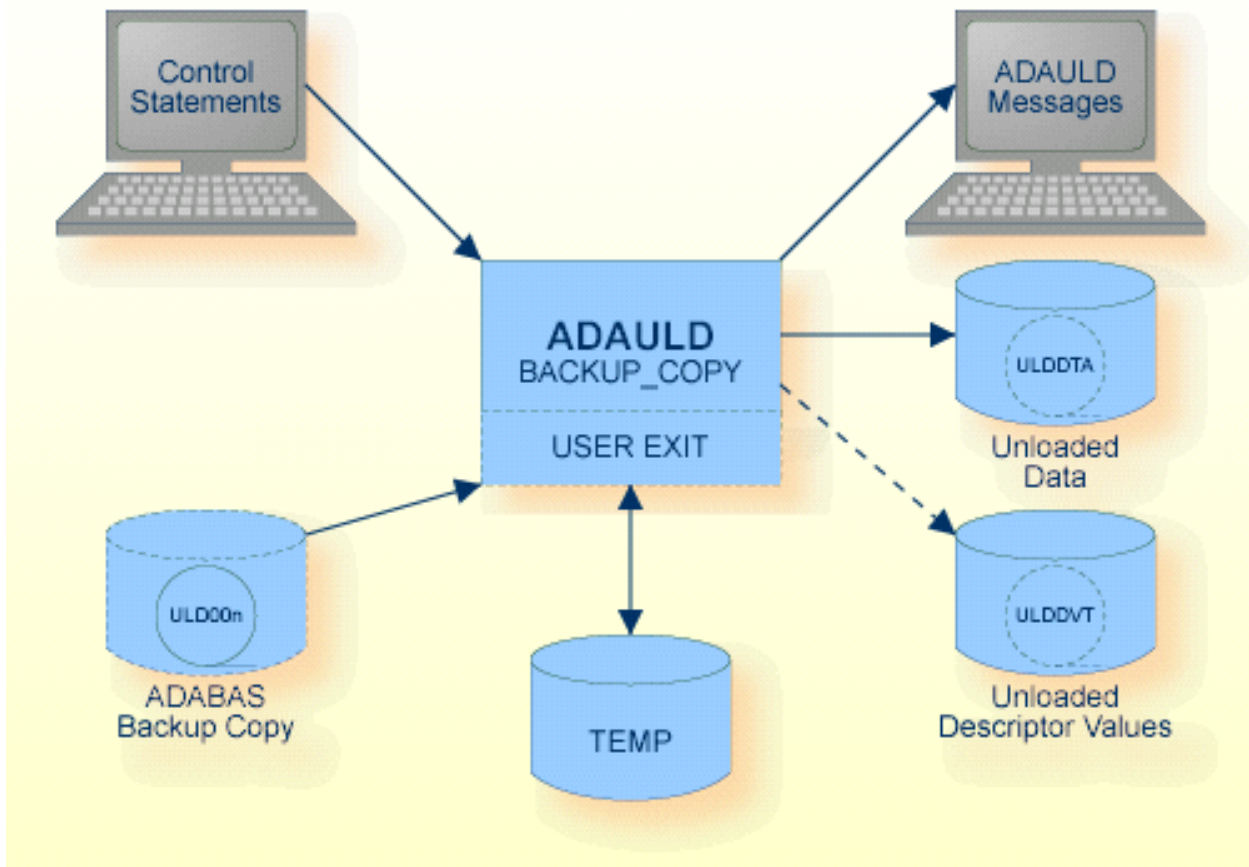 Control
Statements
ADAULD
Messages
ADAULD
BACKUP_COPY
USER EXIT
ULDDTA
Unloaded
Data
ULD00n
ADABAS
Backup Copy
TEMP
ULDDVT
Unloaded
Descriptor Values